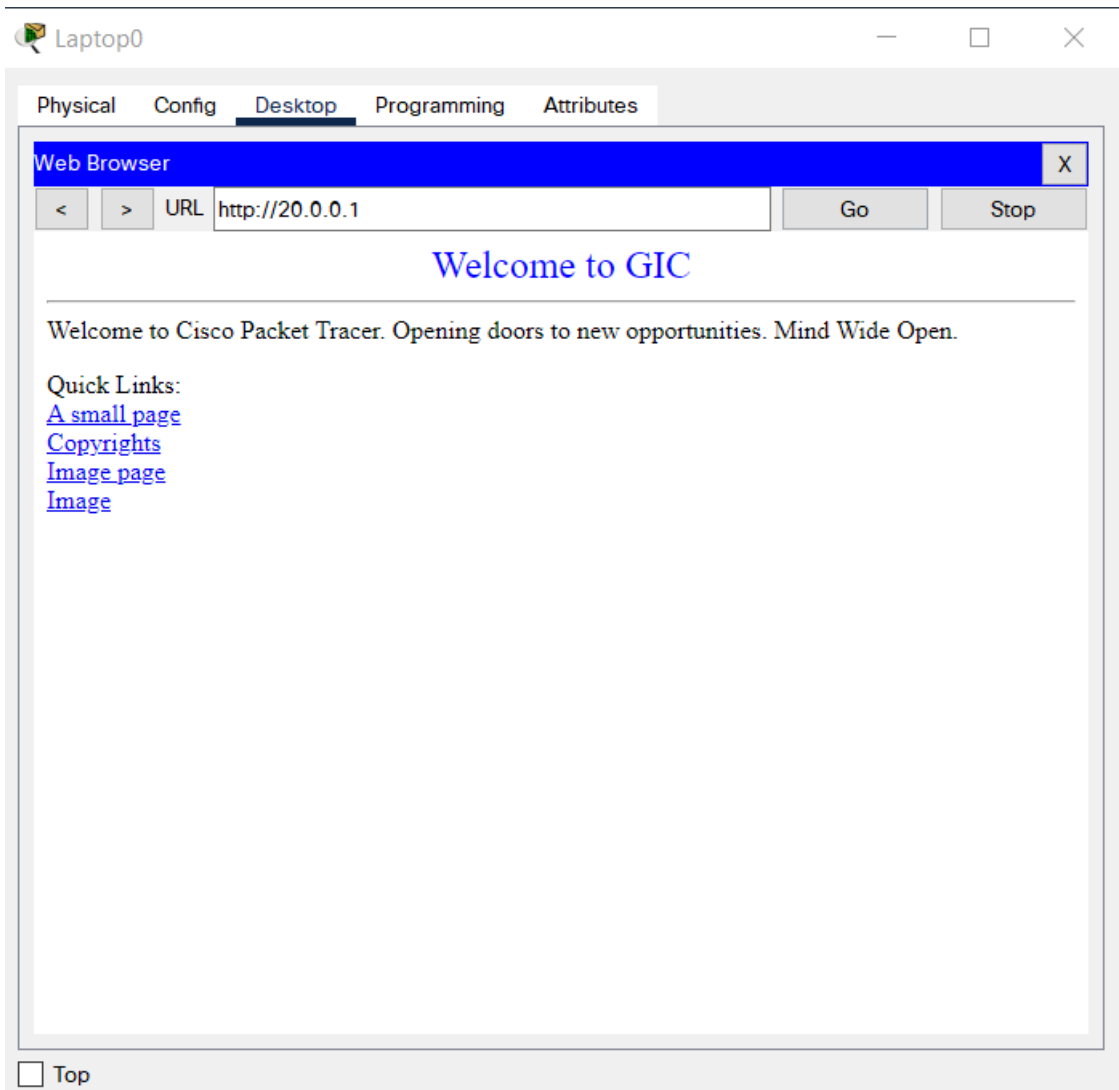 Laptop0
Physical Config Desktop Programming Attributes
Web Browser X
< > URL http://20.0.0.1 Go Stop
Welcome to GIC
Welcome to Cisco Packet Tracer. Opening doors to new opportunities. Mind Wide Open.
Quick Links:
A small page
Copyrights
Image page
Image
Top